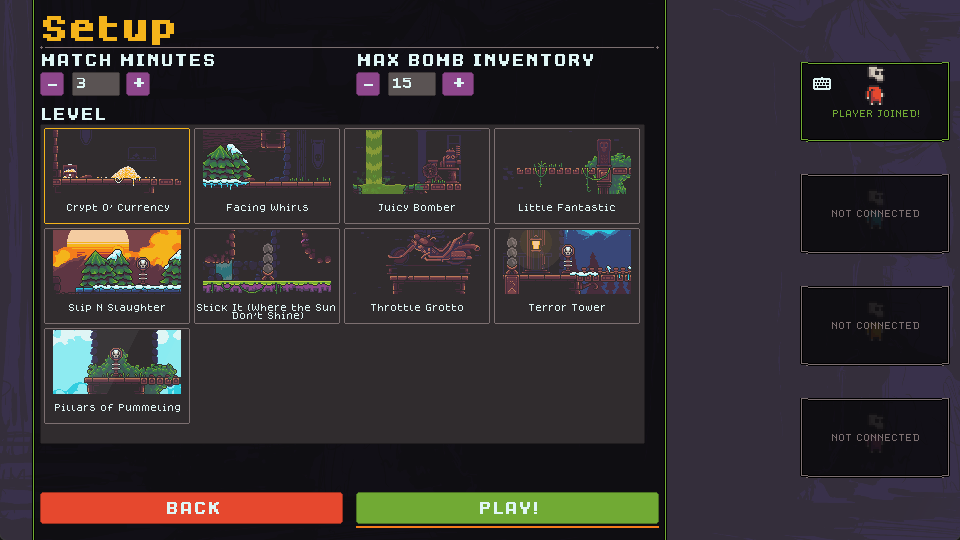 Setup
MATCH MINUTES
MAX BOMB INVENTORY
- 3 +
- 15 +
LEVEL
Crypt O' Currency
Facing Whirls
Juicy Bomber
Little Fantastic
Slip N Slaughter
Stick It (Where the Sun
Don't Shine)
Throttle Grotto
Terror Tower
Pillars of Pummeling
BACK
PLAY!
PLAYER JOINED!
NOT CONNECTED
NOT CONNECTED
NOT CONNECTED